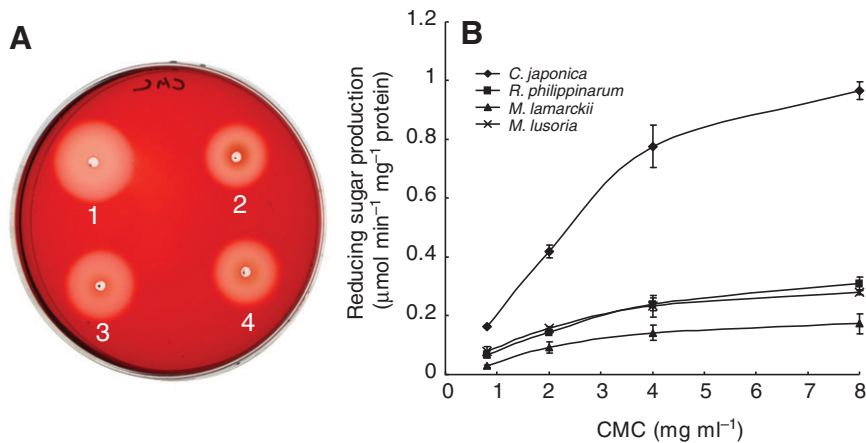 A
CMC
1
2
3
4
B
C. japonica
R. philippinarum
M. lamarckii
M. lusoria
Reducing sugar production
(μmol min⁻¹ mg⁻¹ protein)
1.2
1
0.8
0.6
0.4
0.2
0
0 1 2 3 4 5 6 7 8
CMC (mg ml⁻¹)